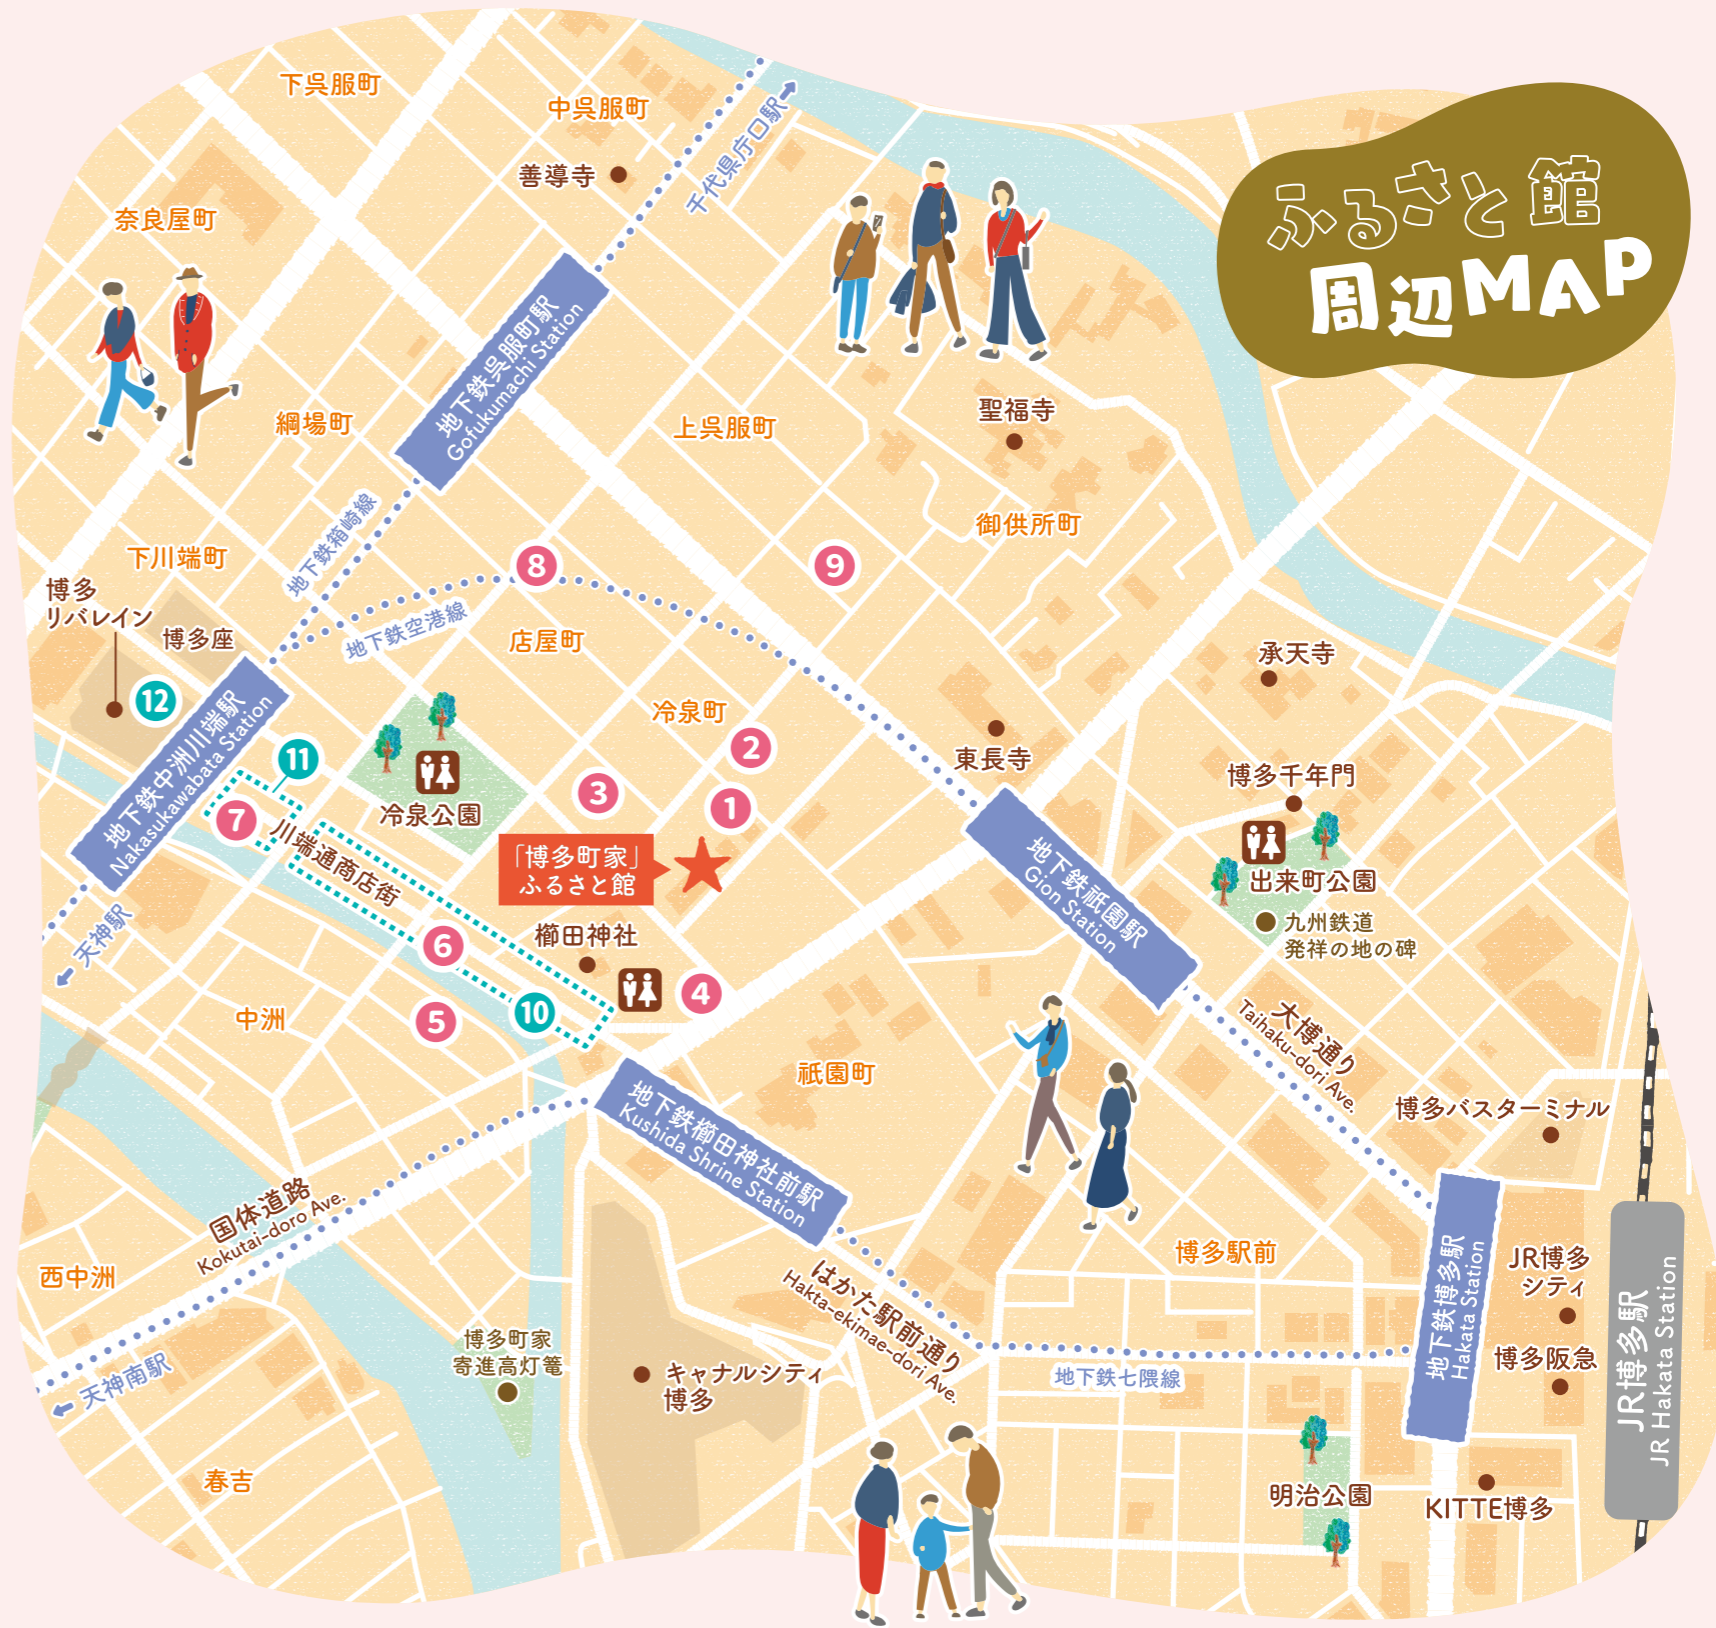 ふるさと館
周辺MAP
下呉服町
中呉服町
善導寺
千代県庁口駅
奈良屋町
地下鉄呉服町駅
Gofukumachi Station
綱場町
上呉服町
聖福寺
御供所町
地下鉄箱崎線
下川端町
博多
リバレイン
博多座
地下鉄空港線
8
9
店屋町
承天寺
12
冷泉町
地下鉄中洲川端駅
Nakasukawabata Station
11
2
東長寺
博多千年門
7
冷泉公園
3
1
川端通商店街
「博多町家」
ふるさと館
地下鉄祇園駅
Gion Station
出来町公園
九州鉄道
発祥の地の碑
天神駅
6
櫛田神社
4
10
5
中洲
祇園町
大博通り
Taihaku-dori Ave.
地下鉄櫛田神社前駅
Kushida Shrine Station
博多バスターミナル
国体道路
Kokutai-doro Ave.
西中洲
博多駅前
はかた駅前通り
Hakta-ekimae-dori Ave.
地下鉄博多駅
Hakata Station
JR博多
シティ
JR博多駅
JR Hakata Station
博多町家
寄進高灯篭
天神南駅
キャナルシティ
博多
地下鉄七隈線
博多阪急
春吉
明治公園
KITTE博多